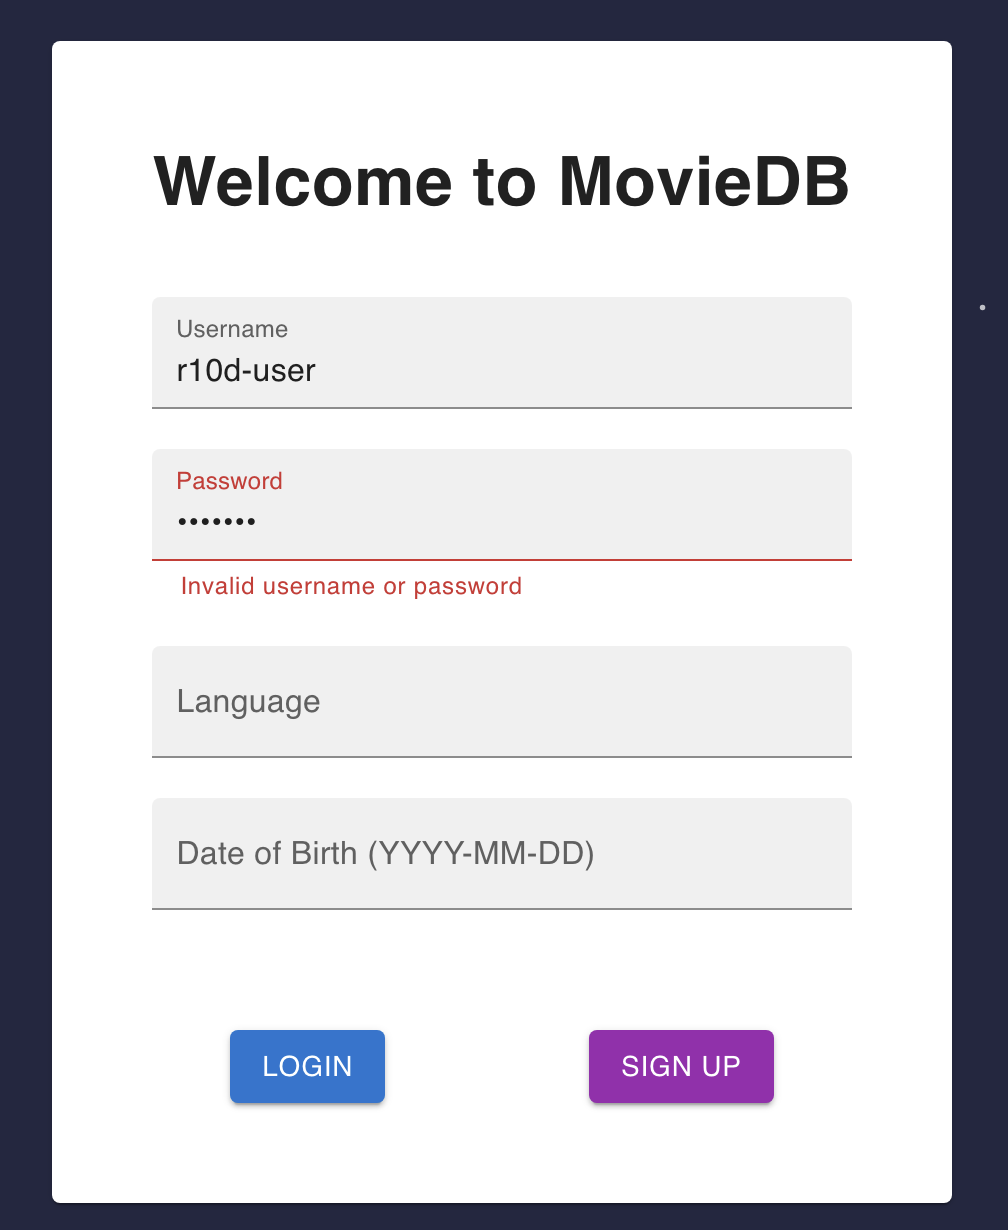 Welcome to MovieDB
Username
r10d-user
Password
•••••••
Invalid username or password
Language
Date of Birth (YYYY-MM-DD)
LOGIN
SIGN UP